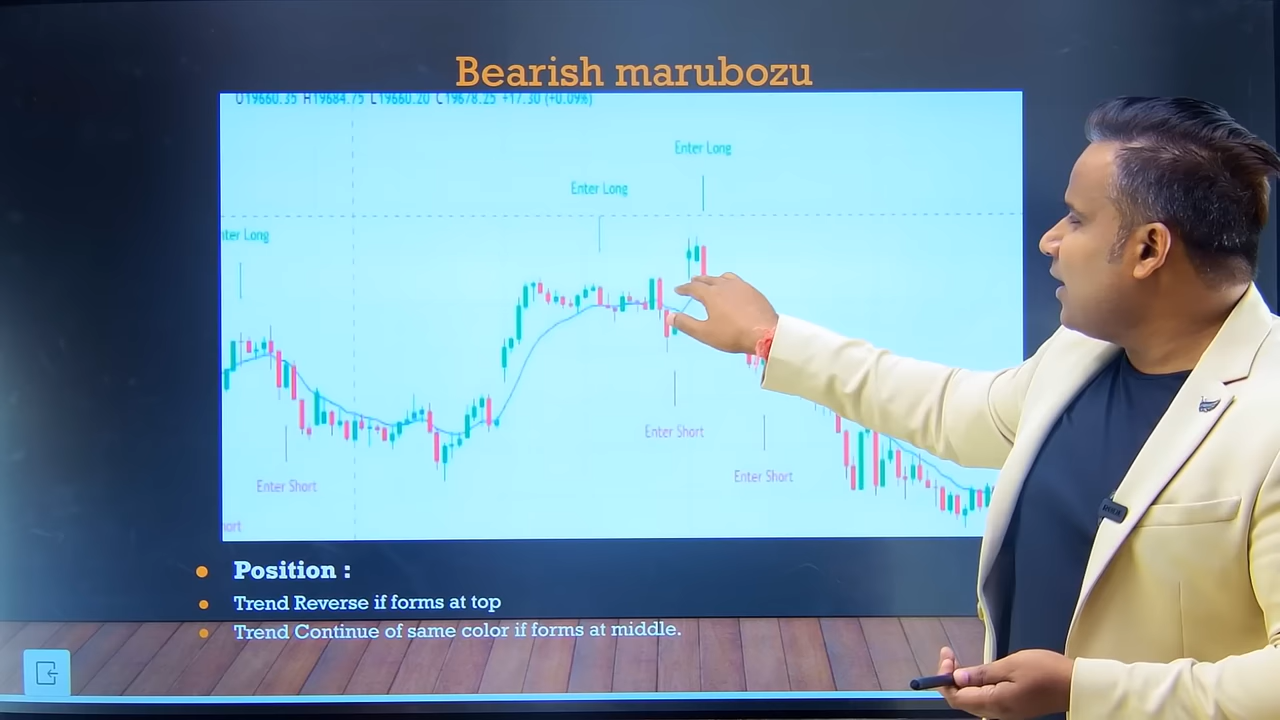 Bearish marubozu
O19660.35 H19684.75 L19660.20 C19678.25 +17.30 (+0.09%)
Enter Long
Enter Long
nter Long
Enter Short
Enter Short
Enter Short
hort
Position :
Trend Reverse if forms at top
Trend Continue of same color if forms at middle.